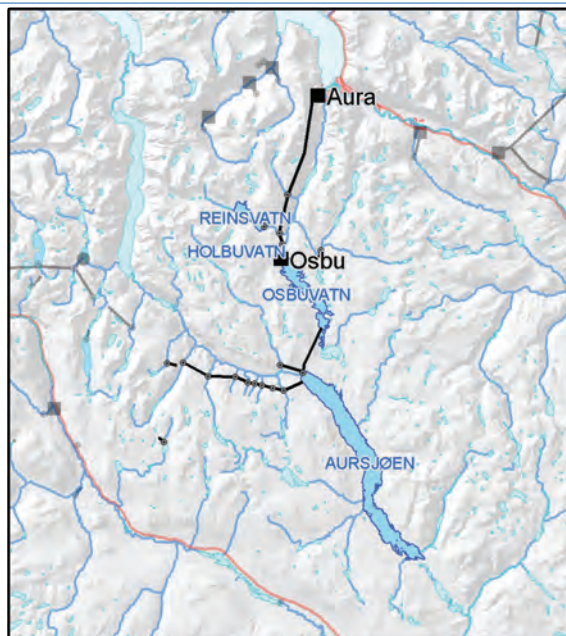 Aura
REINSVATN
HOLBUVATN
Osbu
OSBUVATN
AURSJØEN